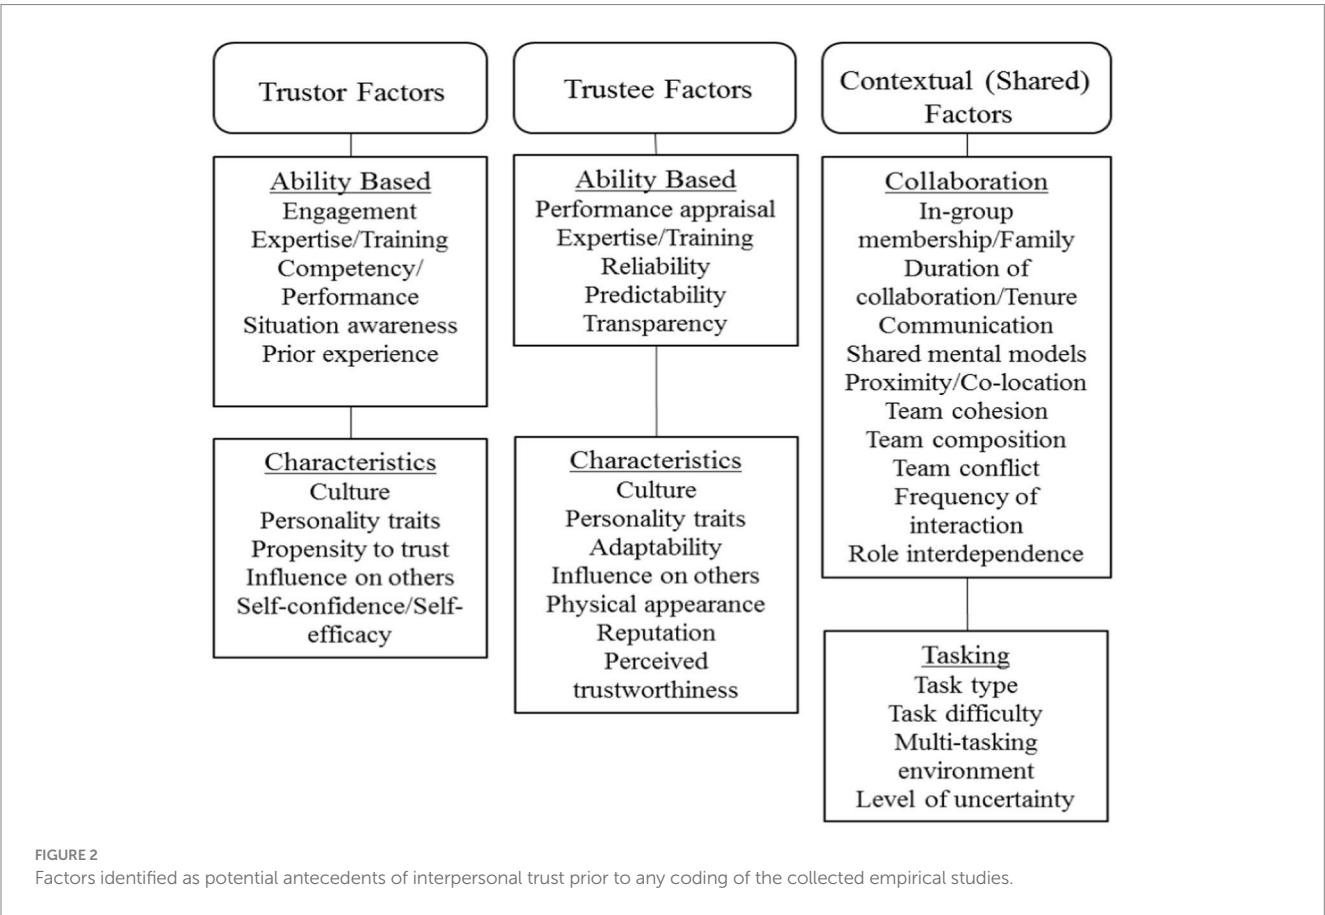 Trustor Factors
Ability Based
Engagement
Expertise/Training
Competency/
Performance
Situation awareness
Prior experience
Characteristics
Culture
Personality traits
Propensity to trust
Influence on others
Self-confidence/Self-
efficacy
Trustee Factors
Ability Based
Performance appraisal
Expertise/Training
Reliability
Predictability
Transparency
Characteristics
Culture
Personality traits
Adaptability
Influence on others
Physical appearance
Reputation
Perceived
trustworthiness
Contextual (Shared)
Factors
Collaboration
In-group
membership/Family
Duration of
collaboration/Tenure
Communication
Shared mental models
Proximity/Co-location
Team cohesion
Team composition
Team conflict
Frequency of
interaction
Role interdependence
Tasking
Task type
Task difficulty
Multi-tasking
environment
Level of uncertainty
FIGURE 2
Factors identified as potential antecedents of interpersonal trust prior to any coding of the collected empirical studies.